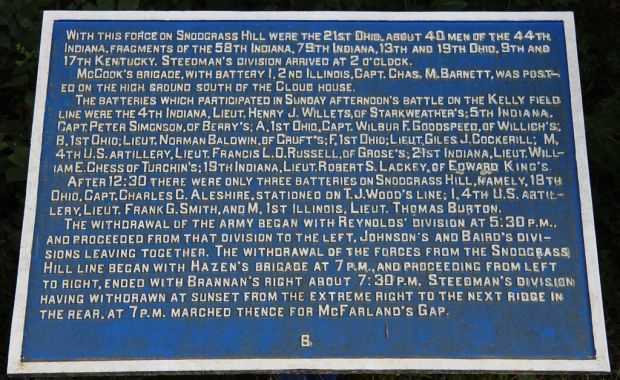 With this force on Snodgrass Hill were the 21st Ohio, about 40 men of the 44th
Indiana, fragments of the 58th Indiana, 79th Indiana, 13th and 19th Ohio, 9th and
17th Kentucky. Steedman's division arrived at 2 o'clock.
McCook's brigade, with Battery I, 2nd Illinois, Capt. Chas. M. Barnett, was post-
ed on the high ground south of the Cloud house.
The batteries which participated in Sunday afternoon's battle on the Kelly field
line were the 4th Indiana, Lieut. Henry J. Willets, of Starkweather's; 5th Indiana,
Capt. Peter Simonson, of Berry's; A, 1st Ohio, Capt. Wilbur F. Goodspeed, of Willich's;
B, 1st Ohio; Lieut. Norman Baldwin, of Cruft's; F, 1st Ohio; Lieut. Giles J. Cockerill; M,
4th U.S. Artillery, Lieut. Francis L. D. Russell, of Grose's; 21st Indiana, Lieut. Will-
iam E. Chess of Turchin's; 19th Indiana, Lieut. Robert S. Lackey, of Edward King's.
After 12:30 there were only three batteries on Snodgrass Hill, namely, 18th
Ohio, Capt. Charles C. Aleshire, stationed on T. J. Wood's line; I, 4th U.S. Artil-
lery, Lieut. Frank G. Smith, and M, 1st Illinois, Lieut. Thomas Burton.
The withdrawal of the army began with Reynolds' division at 5:30 p.m.,
and proceeded from that division to the left, Johnson's and Baird's divi-
sions leaving together. The withdrawal of the forces from the Snodgrass
Hill line began with Hazen's brigade at 7 p.m., and proceeding from left
to right, ended with Brannan's right about 7:30 p.m. Steedman's division
having withdrawn at sunset from the extreme right to the next ridge in
the rear, at 7 p.m. marched thence for McFarland's Gap.
B.